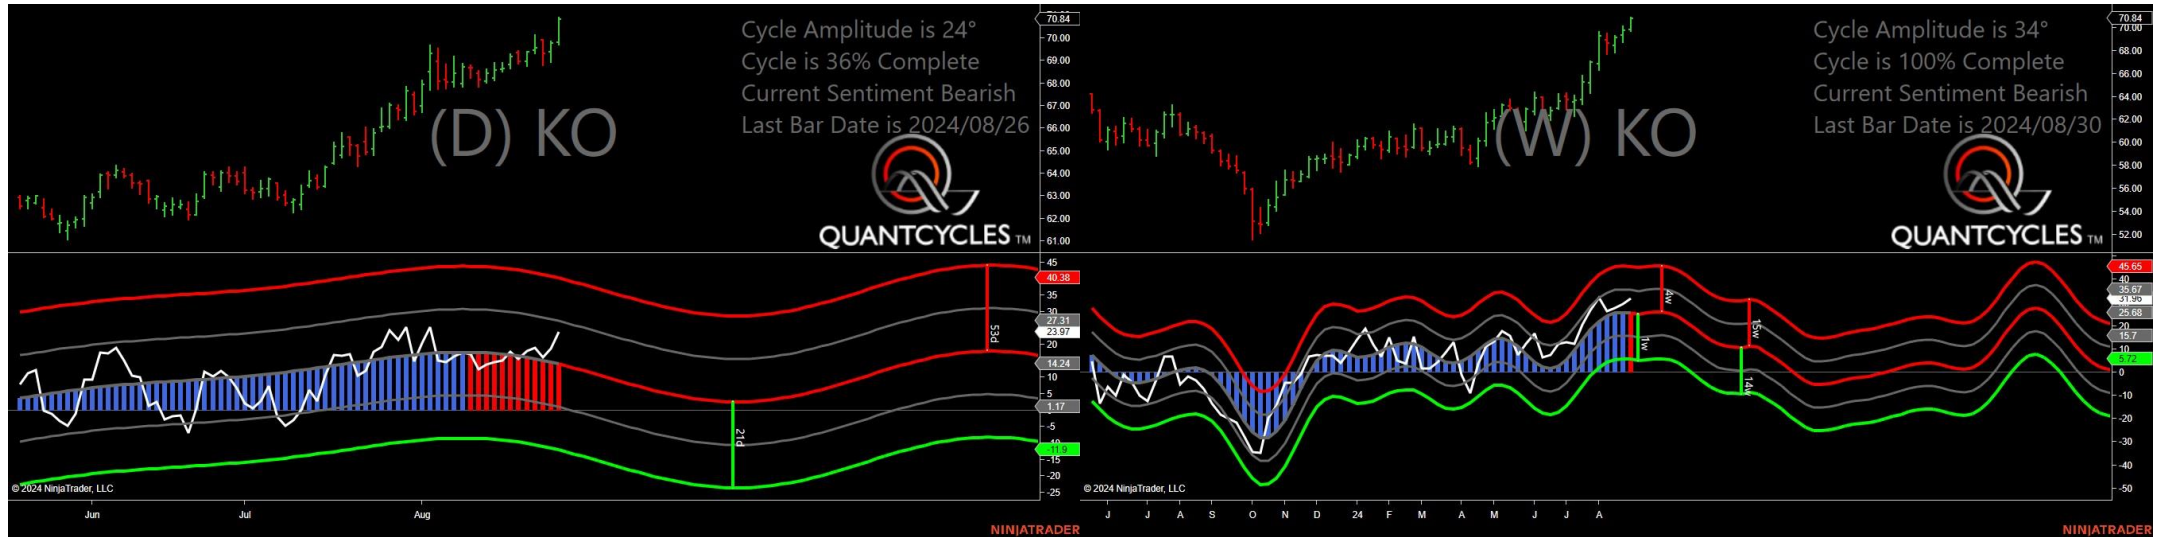 Cycle Amplitude is 24°
Cycle is 36% Complete
Current Sentiment Bearish
Last Bar Date is 2024/08/26
(D) KO
QUANTCYCLES TM
70.84
70.00
69.00
68.00
67.00
66.00
65.00
64.00
63.00
62.00
61.00
45
40.38
35
30
27.31
23.97
20
14.24
10
5
1.17
-5
-10
-11.9
-15
-20
-25
53d
21d
© 2024 NinjaTrader, LLC
Jun
Jul
Aug
NINJATRADER
Cycle Amplitude is 34°
Cycle is 100% Complete
Current Sentiment Bearish
Last Bar Date is 2024/08/30
(W) KO
QUANTCYCLES TM
70.84
70.00
68.00
66.00
64.00
62.00
60.00
58.00
56.00
54.00
52.00
45.65
40
35.67
31.96
25.68
20
15.7
10
5.72
0
-10
-20
-30
-40
-50
4w
1w
15w
14w
© 2024 NinjaTrader, LLC
J
J
A
S
O
N
D
24
F
M
A
M
J
J
A
NINJATRADER